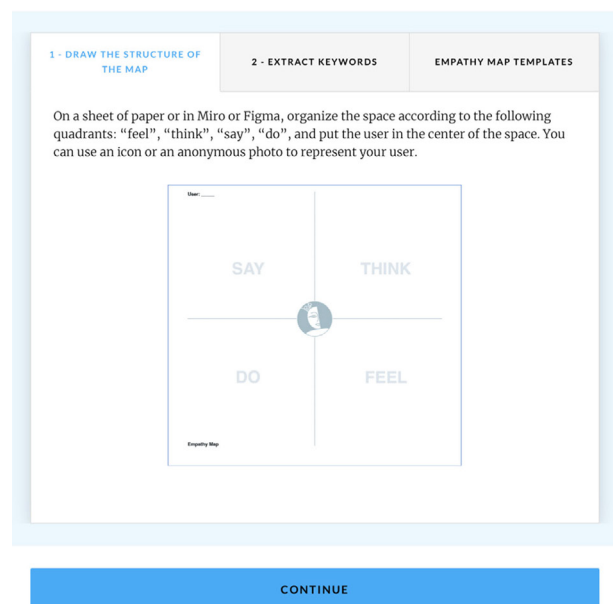 1 - DRAW THE STRUCTURE OF
THE MAP
2 - EXTRACT KEYWORDS
EMPATHY MAP TEMPLATES
On a sheet of paper or in Miro or Figma, organize the space according to the following
quadrants: “feel”, “think”, “say”, “do”, and put the user in the center of the space. You
can use an icon or an anonymous photo to represent your user.
User: ____
SAY
THINK
DO
FEEL
Empathy Map
CONTINUE